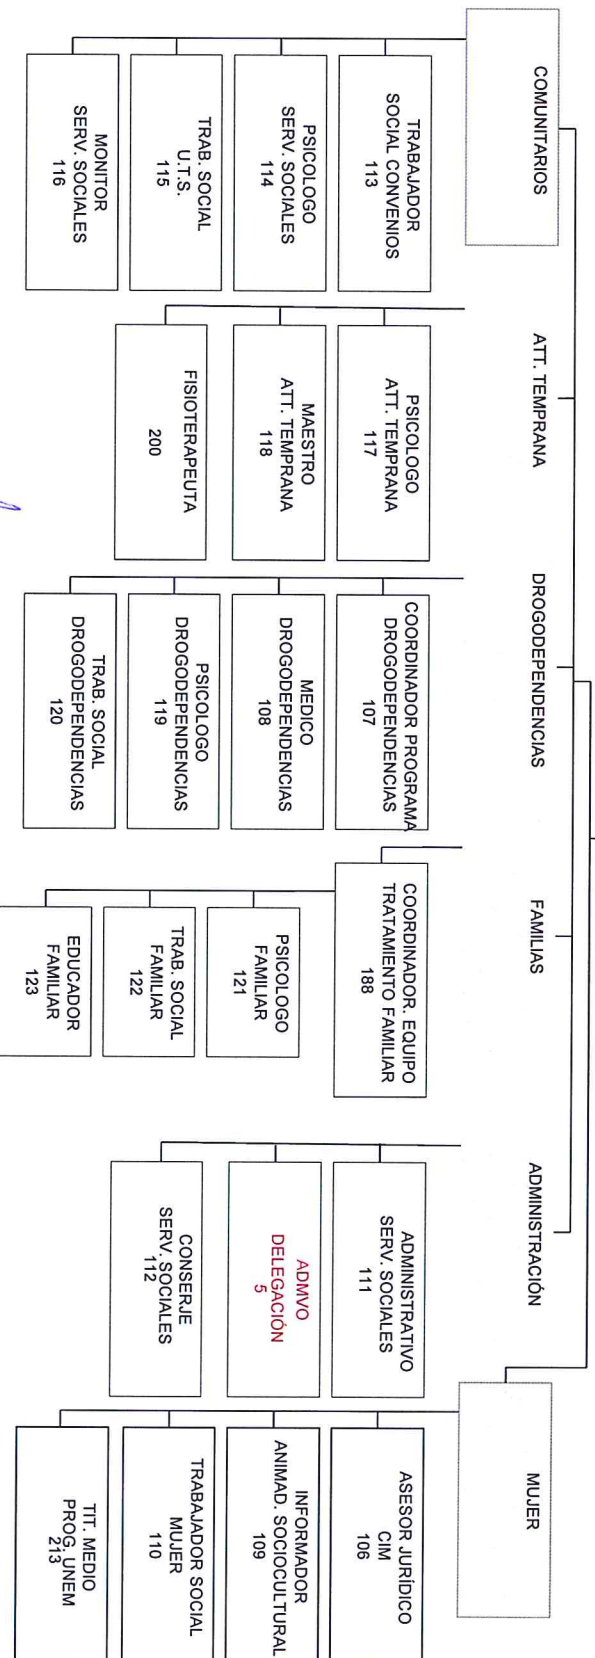 COMUNITARIOS
TRABAJADOR
SOCIAL CONVENIOS
113
PSICOLOGO
SERV. SOCIALES
114
TRAB. SOCIAL
U.T.S.
115
MONITOR
SERV. SOCIALES
116
ATT. TEMPRANA
PSICOLOGO
ATT. TEMPRANA
117
MAESTRO
ATT. TEMPRANA
118
FISIOTERAPEUTA
200
DROGODEPENDENCIAS
COORDINADOR PROGRAMA
DROGODEPENDENCIAS
107
MEDICO
DROGODEPENDENCIAS
108
PSICOLOGO
DROGODEPENDENCIAS
119
TRAB. SOCIAL
DROGODEPENDENCIAS
120
FAMILIAS
COORDINADOR. EQUIPO
TRATAMIENTO FAMILIAR
188
PSICOLOGO
FAMILIAR
121
TRAB. SOCIAL
FAMILIAR
122
EDUCADOR
FAMILIAR
123
ADMINISTRACIÓN
ADMINISTRATIVO
SERV. SOCIALES
111
ADMVO
DELEGACIÓN
5
CONSERJE
SERV. SOCIALES
112
MUJER
ASESOR JURÍDICO
CIM
106
INFORMADOR
ANIMAD. SOCIOCULTURAL
109
TRABAJADOR SOCIAL
MUJER
110
TIT. MEDIO
PROG. UNEM
213